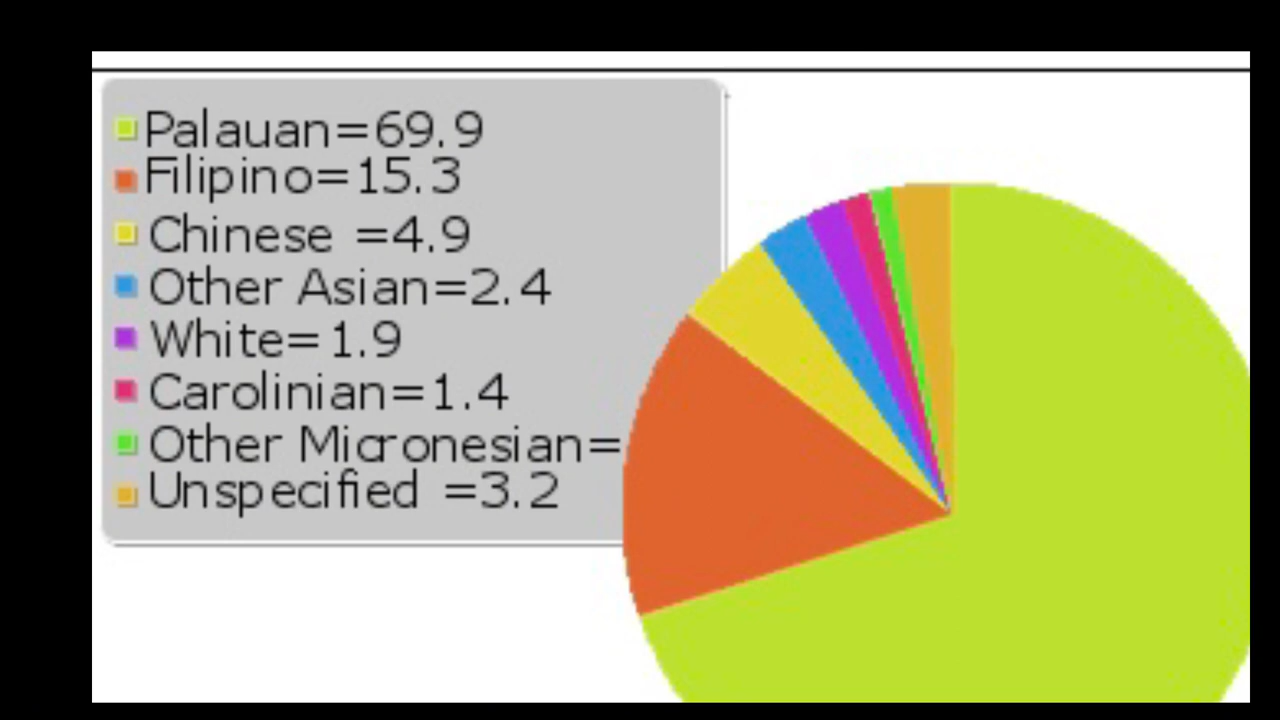 Palauan=69.9
Filipino=15.3
Chinese =4.9
Other Asian=2.4
White=1.9
Carolinian=1.4
Other Micronesian=
Unspecified =3.2